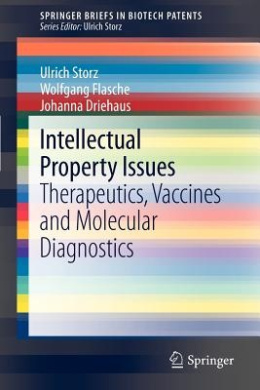 SPRINGER BRIEFS IN BIOTECH PATENTS
Series Editor: Ulrich Storz
Ulrich Storz
Wolfgang Flasche
Johanna Driehaus
Intellectual
Property Issues
Therapeutics, Vaccines
and Molecular
Diagnostics
Springer